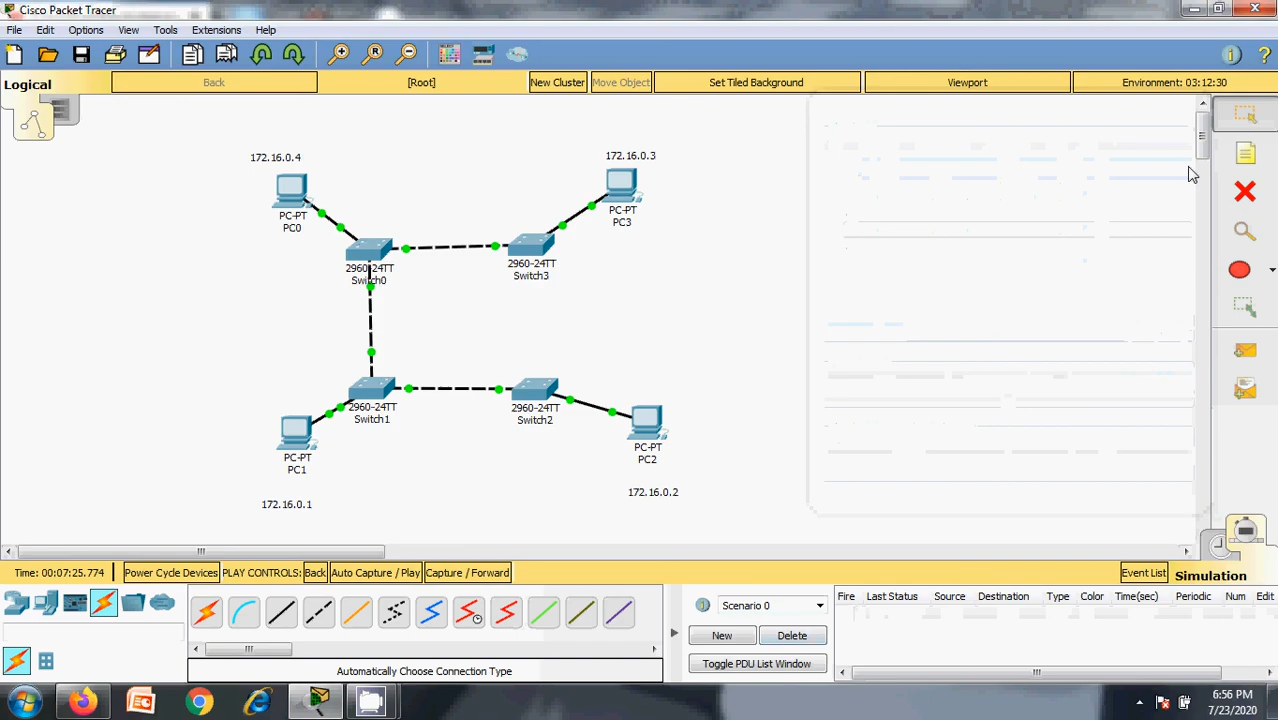 Cisco Packet Tracer
File Edit Options View Tools Extensions Help
Logical Back [Root] New Cluster Move Object Set Tiled Background Viewport Environment: 03:12:30
172.16.0.4
172.16.0.3
PC-PT
PC0
PC-PT
PC3
2960-24TT
Switch0
2960-24TT
Switch3
2960-24TT
Switch1
2960-24TT
Switch2
PC-PT
PC1
PC-PT
PC2
172.16.0.1
172.16.0.2
Time: 00:07:25.774 Power Cycle Devices PLAY CONTROLS: Back Auto Capture / Play Capture / Forward Event List Simulation
Scenario 0
New Delete
Toggle PDU List Window
Fire Last Status Source Destination Type Color Time(sec) Periodic Num Edit
Automatically Choose Connection Type
6:56 PM
7/23/2020